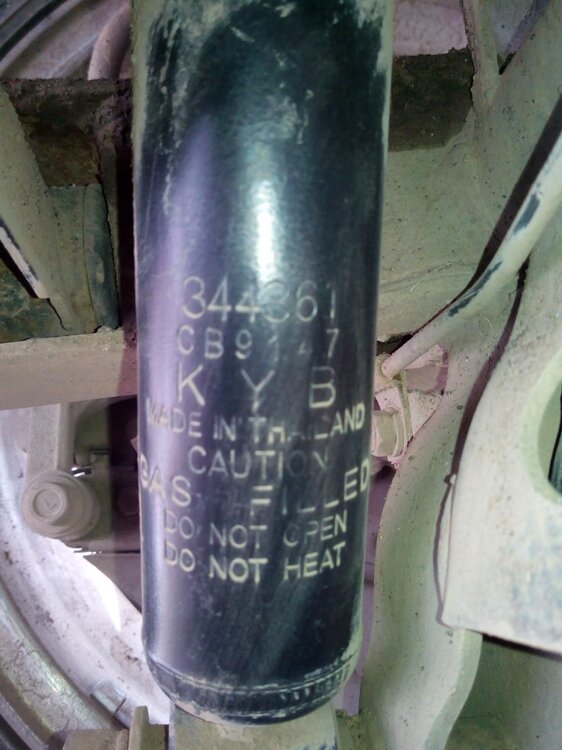 344361
K Y B
MADE IN THAILAND
CAUTION
GAS-FILLED
DO NOT OPEN
DO NOT HEAT